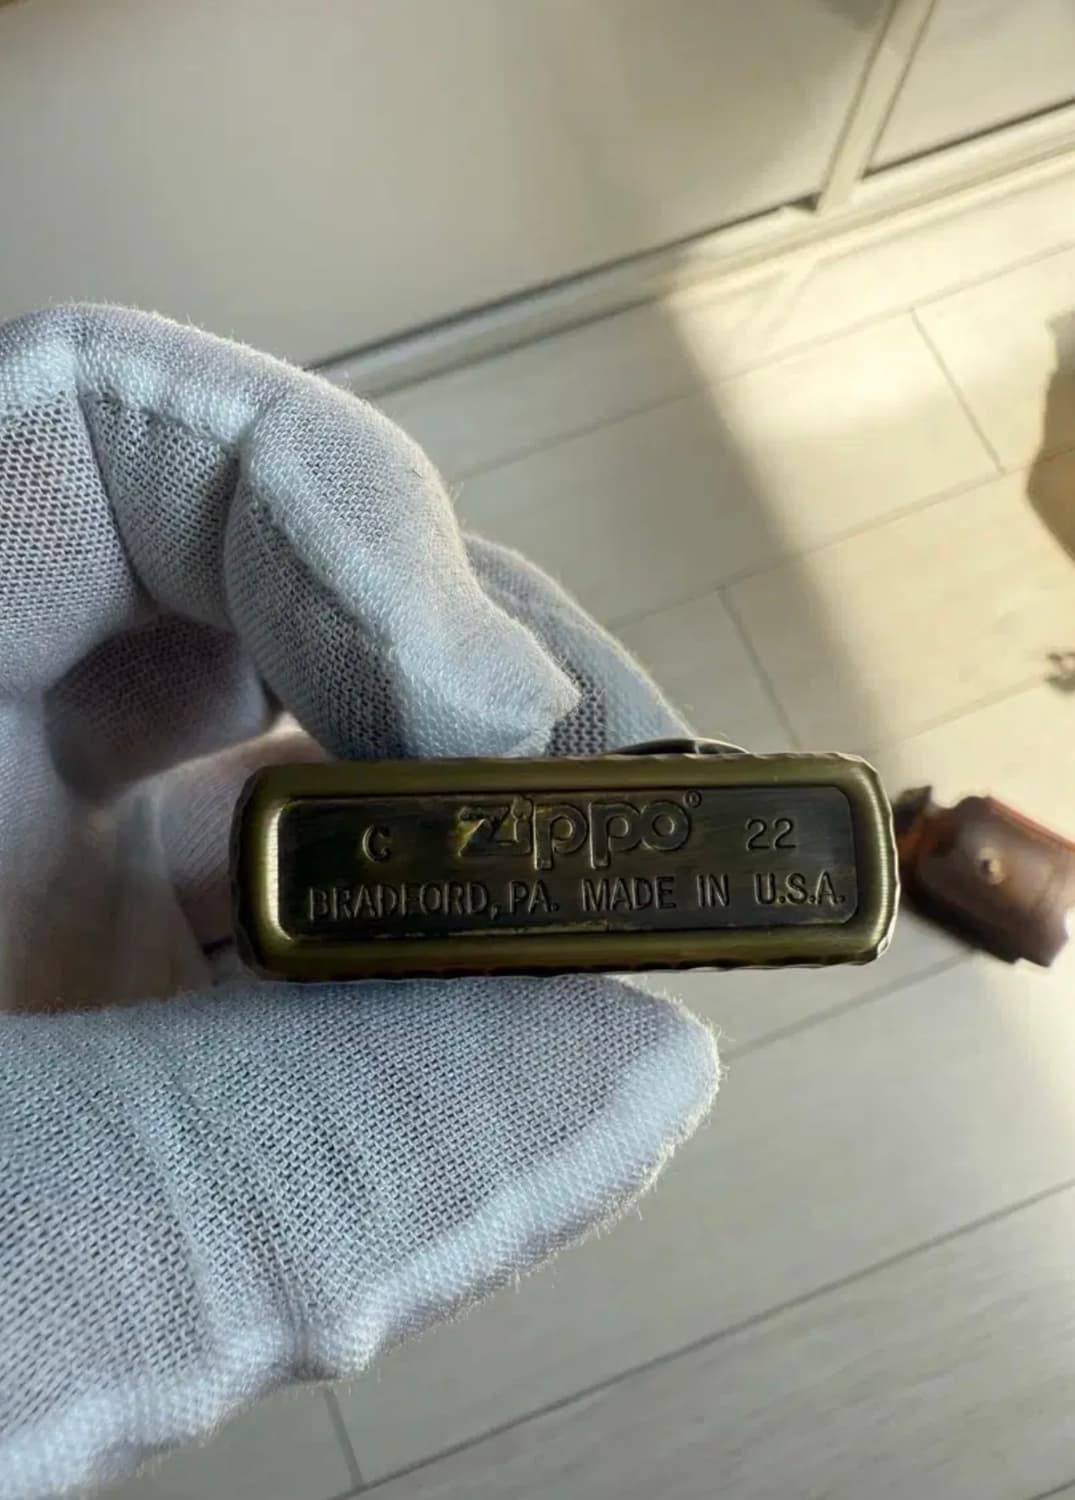 C zippo® 22
BRADFORD, PA. MADE IN U.S.A.